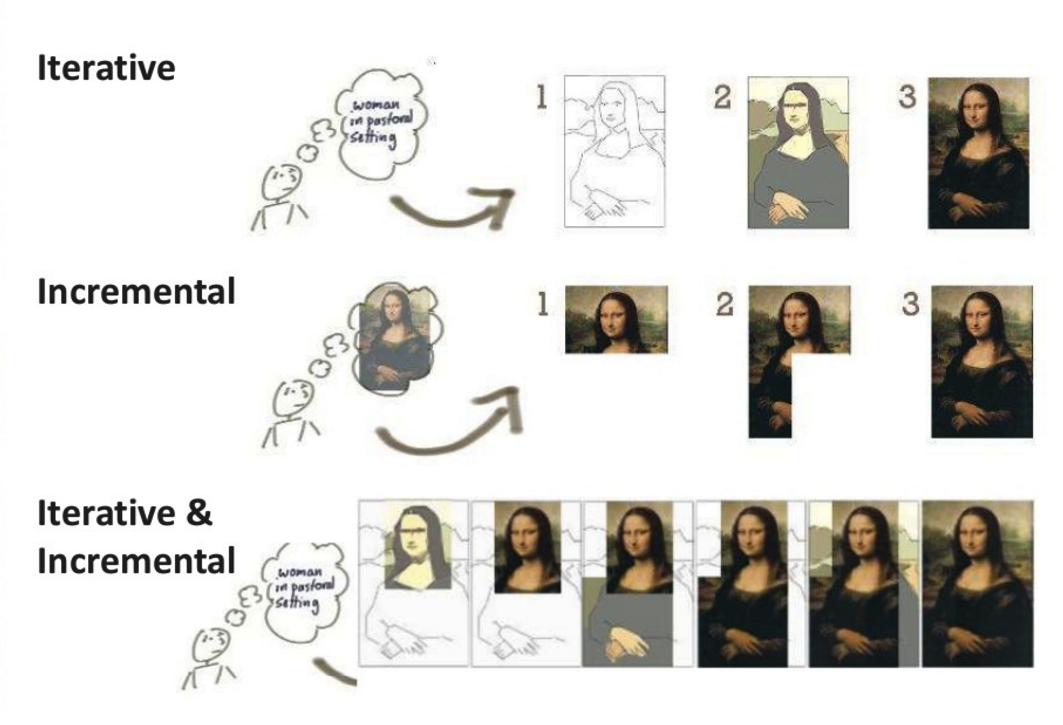 Iterative
woman
in pastoral
setting
1
2
3
Incremental
1
2
3
Iterative &
Incremental
woman
in pastoral
setting